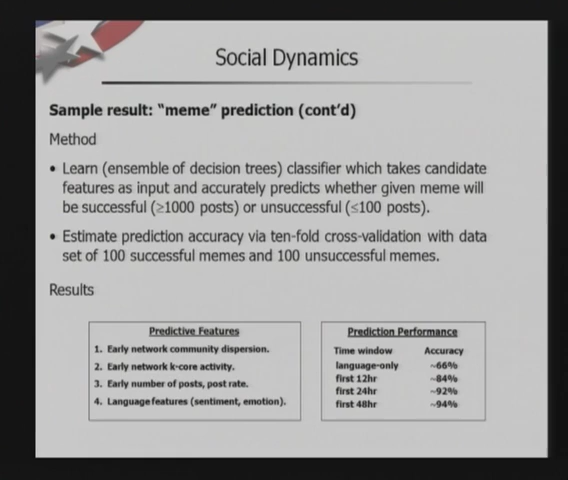 Social Dynamics
Sample result: "meme" prediction (cont'd)
Method
• Learn (ensemble of decision trees) classifier which takes candidate
features as input and accurately predicts whether given meme will
be successful (≥1000 posts) or unsuccessful (≤100 posts).
• Estimate prediction accuracy via ten-fold cross-validation with data
set of 100 successful memes and 100 unsuccessful memes.
Results
Predictive Features
1. Early network community dispersion.
2. Early network k-core activity.
3. Early number of posts, post rate.
4. Language features (sentiment, emotion).
Prediction Performance
Time window Accuracy
language-only ~66%
first 12hr ~84%
first 24hr ~92%
first 48hr ~94%